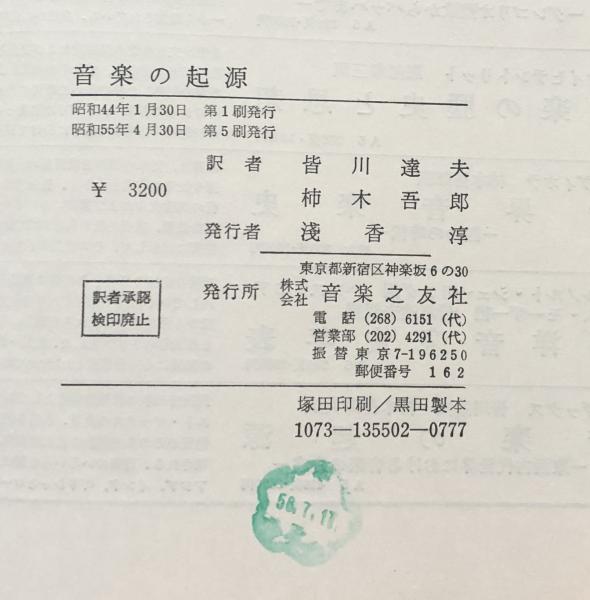 音楽の起源
昭和44年1月30日 第1刷発行
昭和55年4月30日 第5刷発行
訳者 皆川達夫
¥ 3200 柿木吾郎
発行者 淺香淳
東京都新宿区神楽坂6の30
訳者承認
検印廃止
発行所 株式会社 音楽之友社
電話 (268) 6151 (代)
営業部 (202) 4291 (代)
振替東京7-196250
郵便番号 162
塚田印刷/黒田製本
1073—135502—0777
58.7.11.